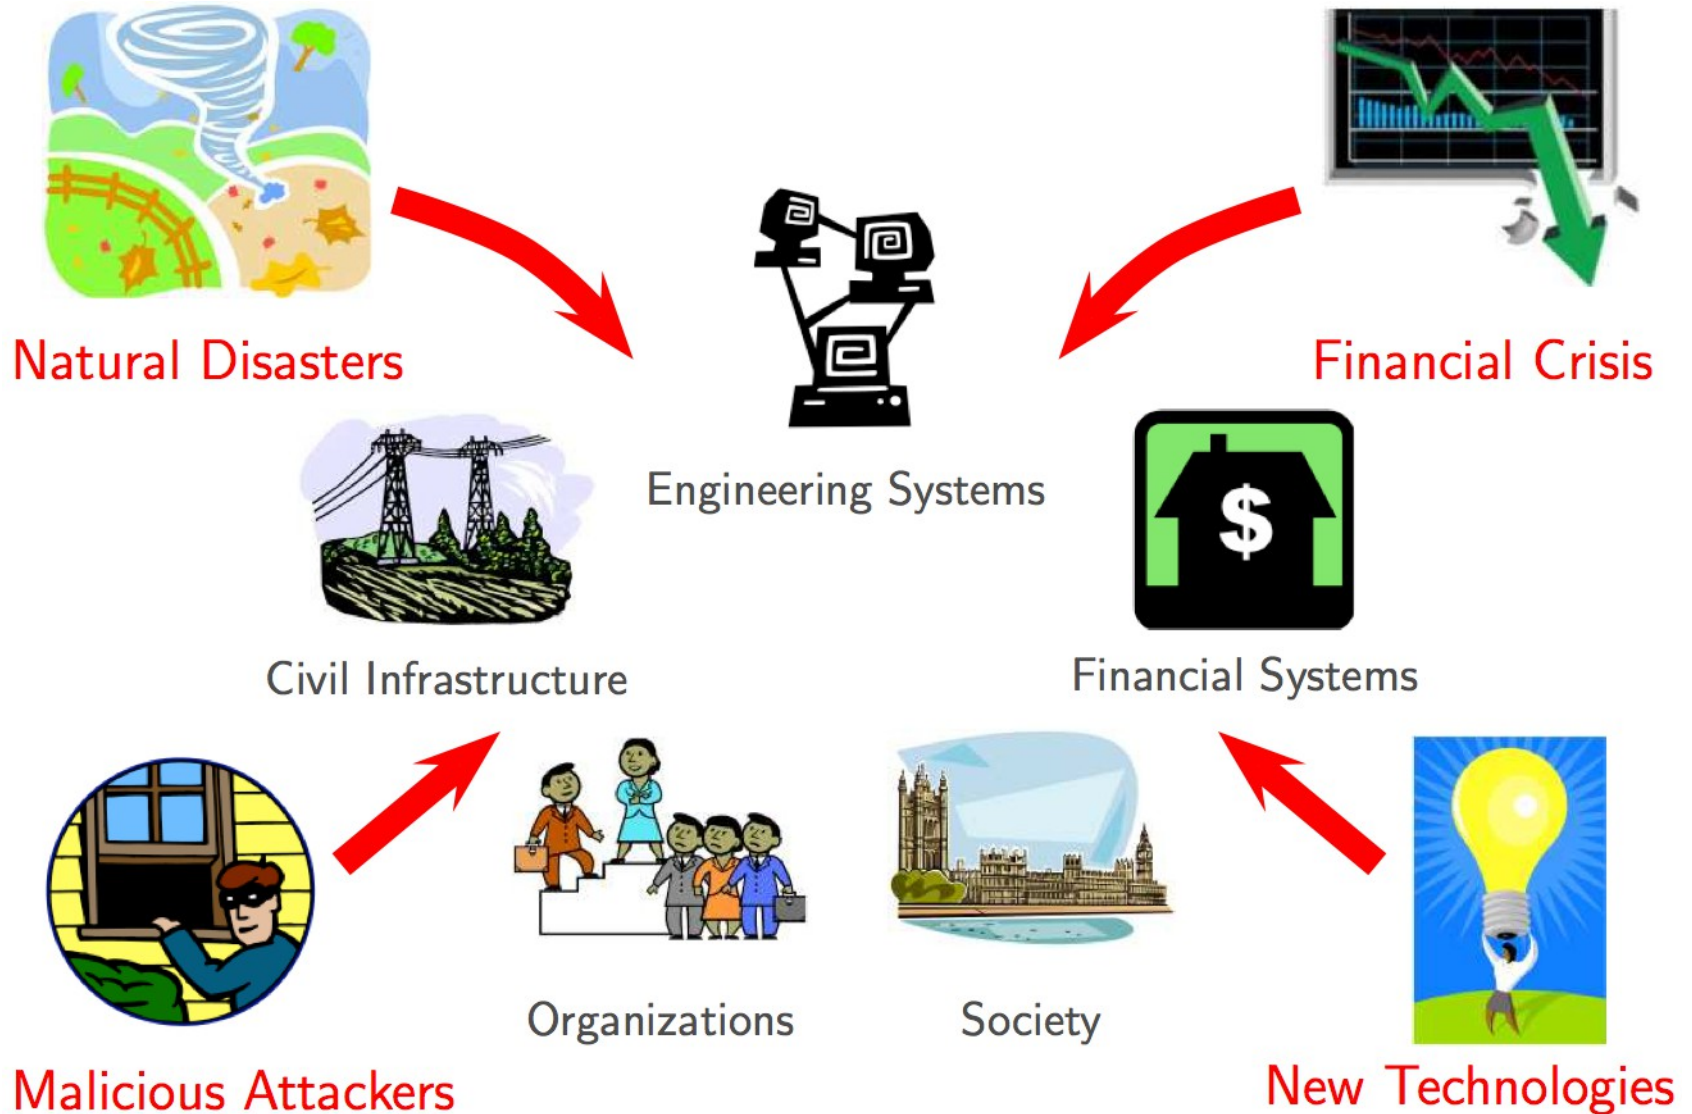 Natural Disasters
Financial Crisis
Engineering Systems
$
Civil Infrastructure
Financial Systems
Organizations
Society
Malicious Attackers
New Technologies